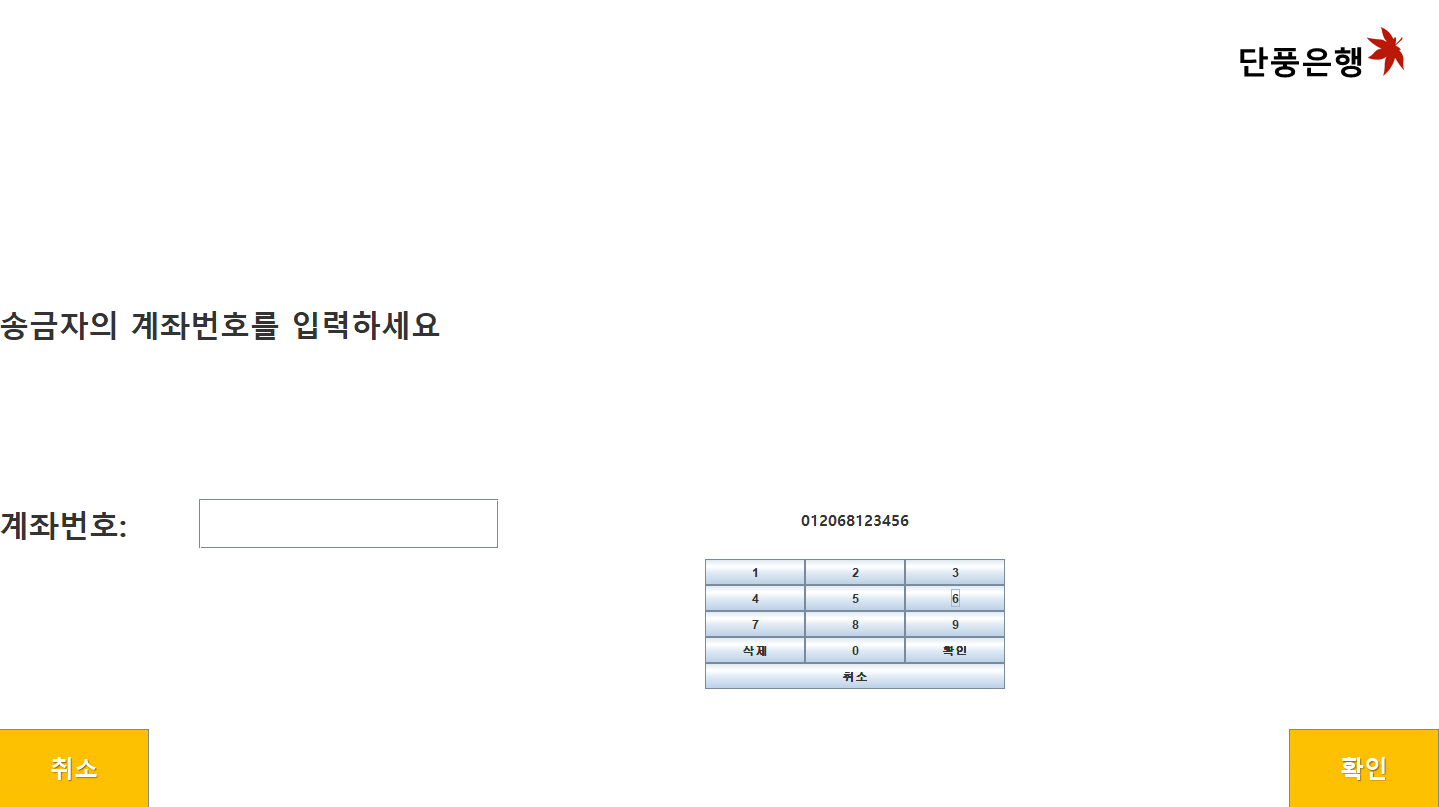 단풍은행
송금자의 계좌번호를 입력하세요
계좌번호:
012068123456
1 2 3
4 5 6
7 8 9
삭제 0 확인
취소
취소 확인